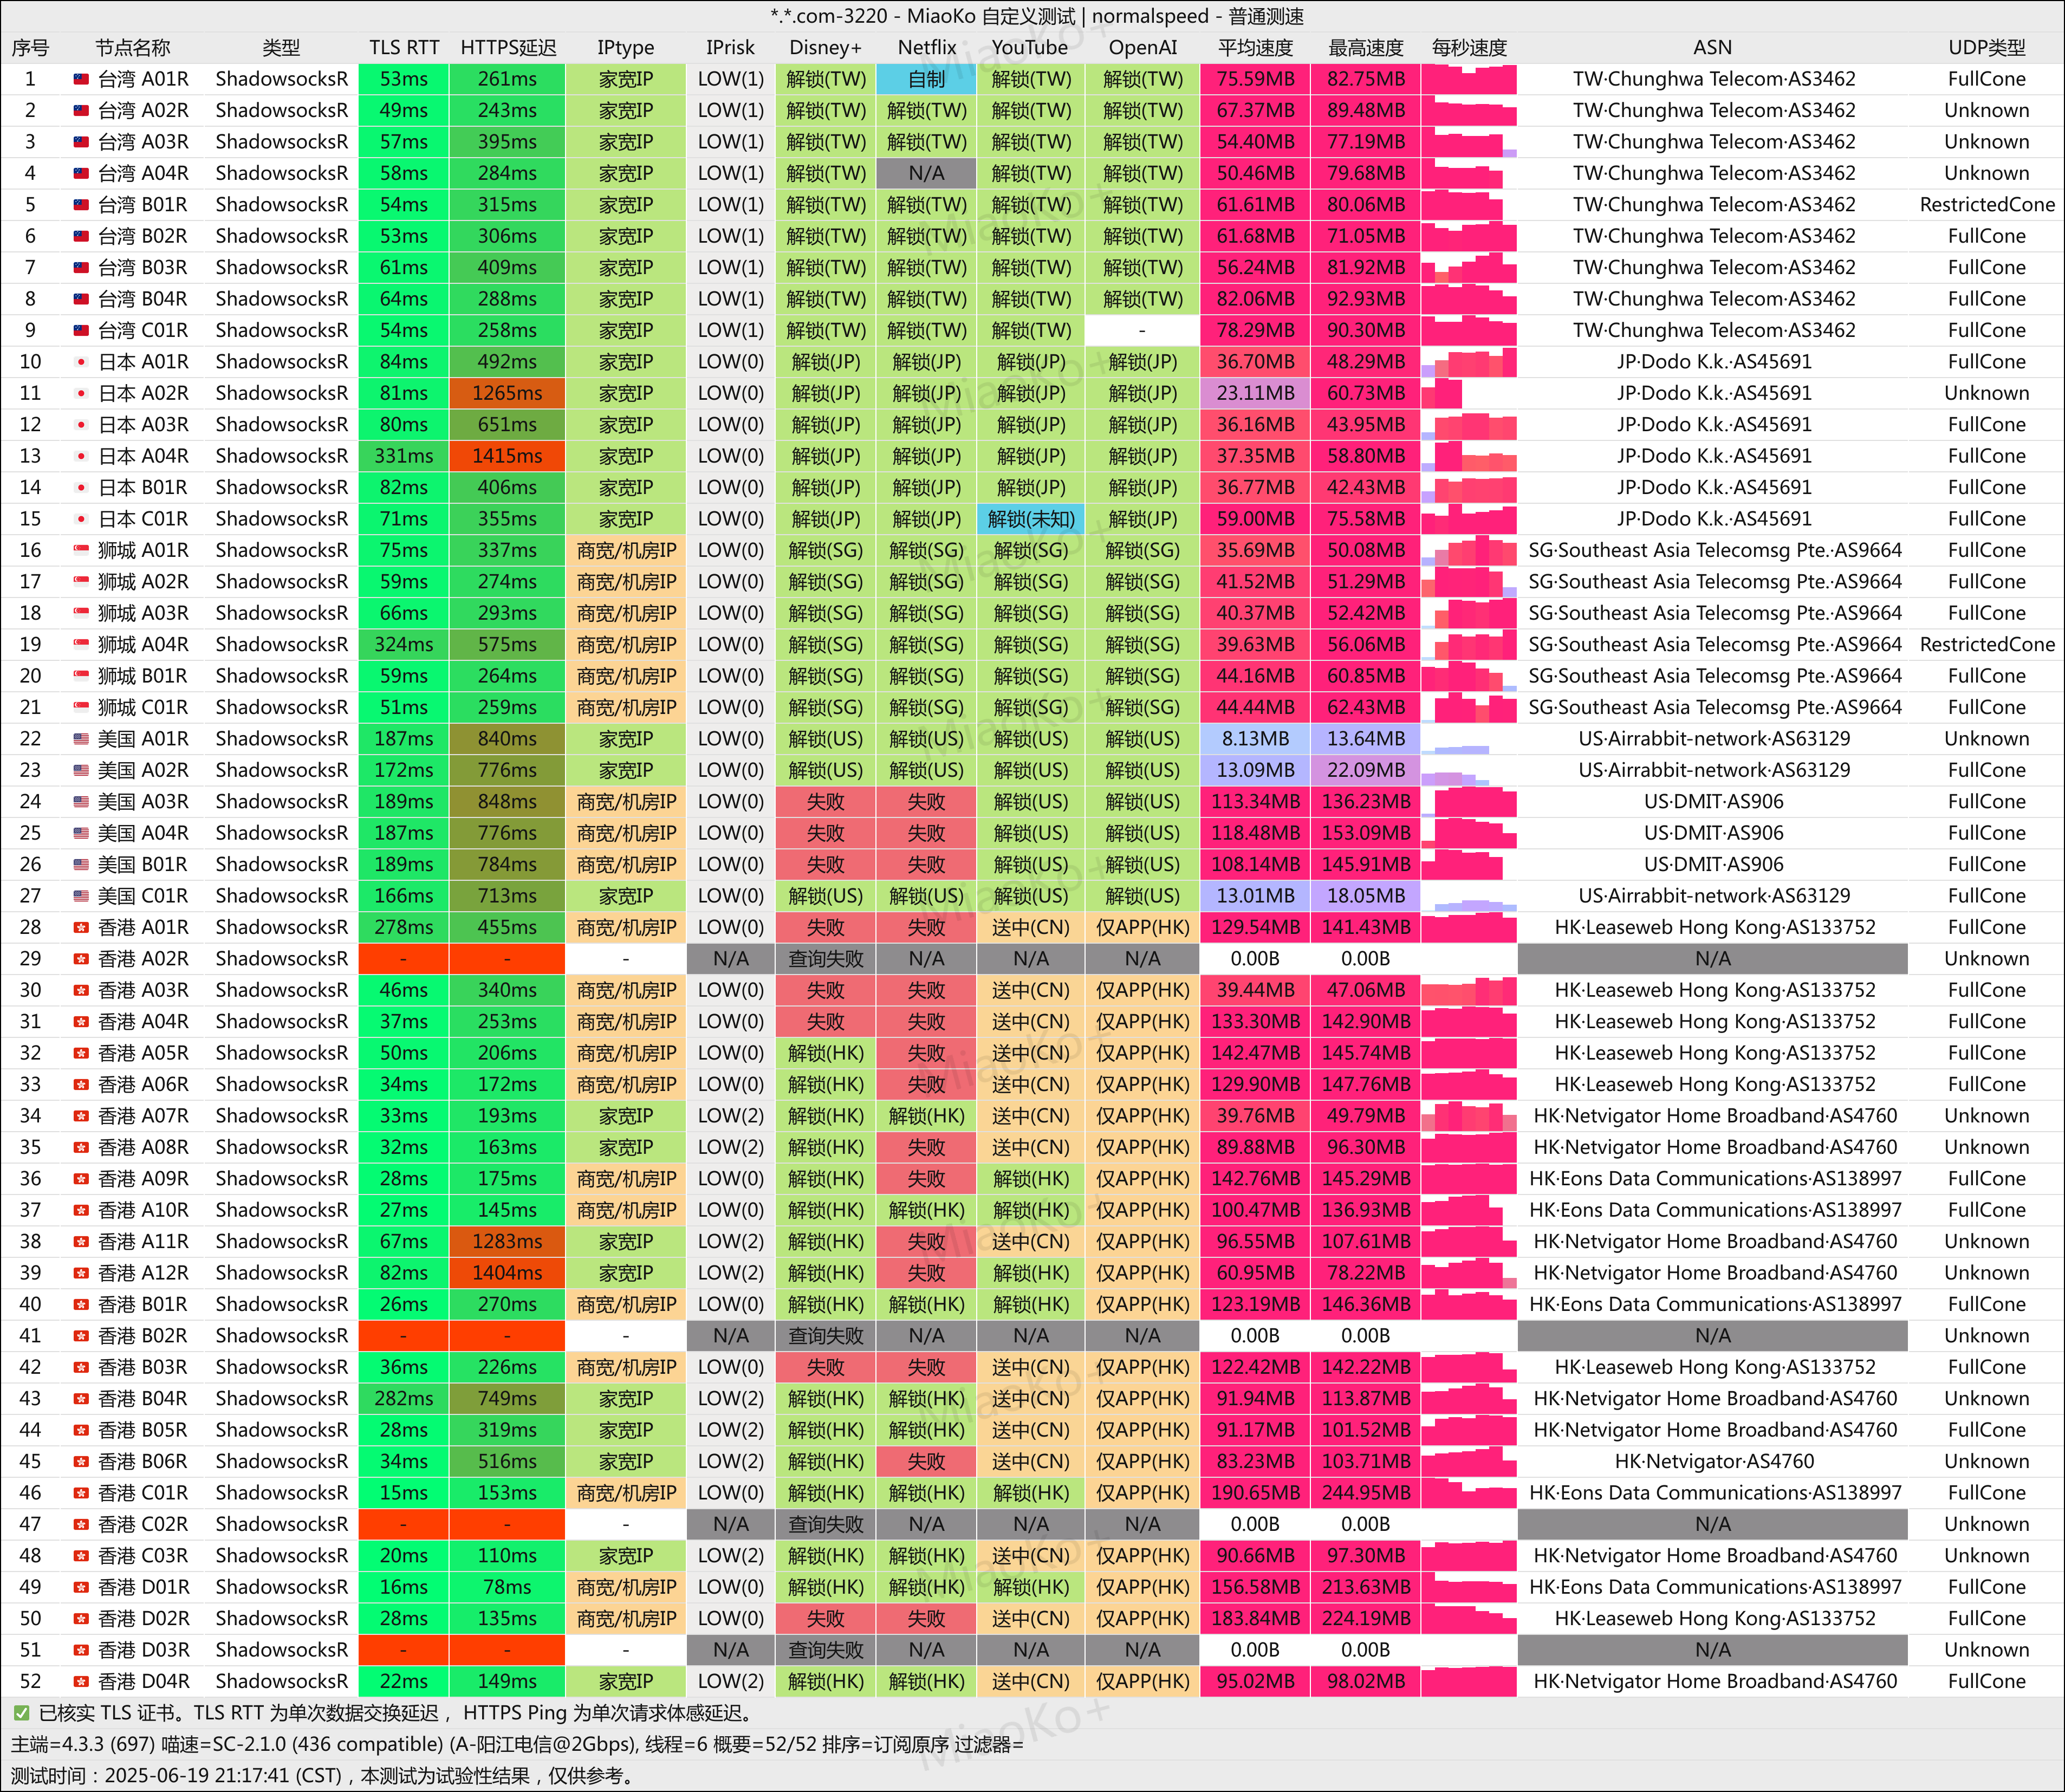 *.*.com-3220 - MiaoKo 自定义测试 | normalspeed - 普通测速
序号 节点名称 类型 TLS RTT HTTPS延迟 IPtype IPrisk Disney+ Netflix YouTube OpenAI 平均速度 最高速度 每秒速度 ASN UDP类型
1 台湾 A01R ShadowsocksR 53ms 261ms 家宽IP LOW(1) 解锁(TW) 自制 解锁(TW) 解锁(TW) 75.59MB 82.75MB TW·Chunghwa Telecom·AS3462 FullCone
2 台湾 A02R ShadowsocksR 49ms 243ms 家宽IP LOW(1) 解锁(TW) 解锁(TW) 解锁(TW) 解锁(TW) 67.37MB 89.48MB TW·Chunghwa Telecom·AS3462 Unknown
3 台湾 A03R ShadowsocksR 57ms 395ms 家宽IP LOW(1) 解锁(TW) 解锁(TW) 解锁(TW) 解锁(TW) 54.40MB 77.19MB TW·Chunghwa Telecom·AS3462 Unknown
4 台湾 A04R ShadowsocksR 58ms 284ms 家宽IP LOW(1) 解锁(TW) N/A 解锁(TW) 解锁(TW) 50.46MB 79.68MB TW·Chunghwa Telecom·AS3462 Unknown
5 台湾 B01R ShadowsocksR 54ms 315ms 家宽IP LOW(1) 解锁(TW) 解锁(TW) 解锁(TW) 解锁(TW) 61.61MB 80.06MB TW·Chunghwa Telecom·AS3462 RestrictedCone
6 台湾 B02R ShadowsocksR 53ms 306ms 家宽IP LOW(1) 解锁(TW) 解锁(TW) 解锁(TW) 解锁(TW) 61.68MB 71.05MB TW·Chunghwa Telecom·AS3462 FullCone
7 台湾 B03R ShadowsocksR 61ms 409ms 家宽IP LOW(1) 解锁(TW) 解锁(TW) 解锁(TW) 解锁(TW) 56.24MB 81.92MB TW·Chunghwa Telecom·AS3462 FullCone
8 台湾 B04R ShadowsocksR 64ms 288ms 家宽IP LOW(1) 解锁(TW) 解锁(TW) 解锁(TW) 解锁(TW) 82.06MB 92.93MB TW·Chunghwa Telecom·AS3462 FullCone
9 台湾 C01R ShadowsocksR 54ms 258ms 家宽IP LOW(1) 解锁(TW) 解锁(TW) 解锁(TW) - 78.29MB 90.30MB TW·Chunghwa Telecom·AS3462 FullCone
10 日本 A01R ShadowsocksR 84ms 492ms 家宽IP LOW(0) 解锁(JP) 解锁(JP) 解锁(JP) 解锁(JP) 36.70MB 48.29MB JP·Dodo K.k.·AS45691 FullCone
11 日本 A02R ShadowsocksR 81ms 1265ms 家宽IP LOW(0) 解锁(JP) 解锁(JP) 解锁(JP) 解锁(JP) 23.11MB 60.73MB JP·Dodo K.k.·AS45691 Unknown
12 日本 A03R ShadowsocksR 80ms 651ms 家宽IP LOW(0) 解锁(JP) 解锁(JP) 解锁(JP) 解锁(JP) 36.16MB 43.95MB JP·Dodo K.k.·AS45691 FullCone
13 日本 A04R ShadowsocksR 331ms 1415ms 家宽IP LOW(0) 解锁(JP) 解锁(JP) 解锁(JP) 解锁(JP) 37.35MB 58.80MB JP·Dodo K.k.·AS45691 FullCone
14 日本 B01R ShadowsocksR 82ms 406ms 家宽IP LOW(0) 解锁(JP) 解锁(JP) 解锁(JP) 解锁(JP) 36.77MB 42.43MB JP·Dodo K.k.·AS45691 FullCone
15 日本 C01R ShadowsocksR 71ms 355ms 家宽IP LOW(0) 解锁(JP) 解锁(JP) 解锁(未知) 解锁(JP) 59.00MB 75.58MB JP·Dodo K.k.·AS45691 FullCone
16 狮城 A01R ShadowsocksR 75ms 337ms 商宽/机房IP LOW(0) 解锁(SG) 解锁(SG) 解锁(SG) 解锁(SG) 35.69MB 50.08MB SG·Southeast Asia Telecomsg Pte.·AS9664 FullCone
17 狮城 A02R ShadowsocksR 59ms 274ms 商宽/机房IP LOW(0) 解锁(SG) 解锁(SG) 解锁(SG) 解锁(SG) 41.52MB 51.29MB SG·Southeast Asia Telecomsg Pte.·AS9664 FullCone
18 狮城 A03R ShadowsocksR 66ms 293ms 商宽/机房IP LOW(0) 解锁(SG) 解锁(SG) 解锁(SG) 解锁(SG) 40.37MB 52.42MB SG·Southeast Asia Telecomsg Pte.·AS9664 FullCone
19 狮城 A04R ShadowsocksR 324ms 575ms 商宽/机房IP LOW(0) 解锁(SG) 解锁(SG) 解锁(SG) 解锁(SG) 39.63MB 56.06MB SG·Southeast Asia Telecomsg Pte.·AS9664 RestrictedCone
20 狮城 B01R ShadowsocksR 59ms 264ms 商宽/机房IP LOW(0) 解锁(SG) 解锁(SG) 解锁(SG) 解锁(SG) 44.16MB 60.85MB SG·Southeast Asia Telecomsg Pte.·AS9664 FullCone
21 狮城 C01R ShadowsocksR 51ms 259ms 商宽/机房IP LOW(0) 解锁(SG) 解锁(SG) 解锁(SG) 解锁(SG) 44.44MB 62.43MB SG·Southeast Asia Telecomsg Pte.·AS9664 FullCone
22 美国 A01R ShadowsocksR 187ms 840ms 家宽IP LOW(0) 解锁(US) 解锁(US) 解锁(US) 解锁(US) 8.13MB 13.64MB US·Airrabbit-network·AS63129 Unknown
23 美国 A02R ShadowsocksR 172ms 776ms 家宽IP LOW(0) 解锁(US) 解锁(US) 解锁(US) 解锁(US) 13.09MB 22.09MB US·Airrabbit-network·AS63129 FullCone
24 美国 A03R ShadowsocksR 189ms 848ms 商宽/机房IP LOW(0) 失败 失败 解锁(US) 解锁(US) 113.34MB 136.23MB US·DMIT·AS906 FullCone
25 美国 A04R ShadowsocksR 187ms 776ms 商宽/机房IP LOW(0) 失败 失败 解锁(US) 解锁(US) 118.48MB 153.09MB US·DMIT·AS906 FullCone
26 美国 B01R ShadowsocksR 189ms 784ms 商宽/机房IP LOW(0) 失败 失败 解锁(US) 解锁(US) 108.14MB 145.91MB US·DMIT·AS906 FullCone
27 美国 C01R ShadowsocksR 166ms 713ms 家宽IP LOW(0) 解锁(US) 解锁(US) 解锁(US) 解锁(US) 13.01MB 18.05MB US·Airrabbit-network·AS63129 FullCone
28 香港 A01R ShadowsocksR 278ms 455ms 商宽/机房IP LOW(0) 失败 失败 送中(CN) 仅APP(HK) 129.54MB 141.43MB HK·Leaseweb Hong Kong·AS133752 FullCone
29 香港 A02R ShadowsocksR - - - N/A 查询失败 N/A N/A N/A 0.00B 0.00B N/A Unknown
30 香港 A03R ShadowsocksR 46ms 340ms 商宽/机房IP LOW(0) 失败 失败 送中(CN) 仅APP(HK) 39.44MB 47.06MB HK·Leaseweb Hong Kong·AS133752 FullCone
31 香港 A04R ShadowsocksR 37ms 253ms 商宽/机房IP LOW(0) 失败 失败 送中(CN) 仅APP(HK) 133.30MB 142.90MB HK·Leaseweb Hong Kong·AS133752 FullCone
32 香港 A05R ShadowsocksR 50ms 206ms 商宽/机房IP LOW(0) 解锁(HK) 失败 送中(CN) 仅APP(HK) 142.47MB 145.74MB HK·Leaseweb Hong Kong·AS133752 FullCone
33 香港 A06R ShadowsocksR 34ms 172ms 商宽/机房IP LOW(0) 解锁(HK) 失败 送中(CN) 仅APP(HK) 129.90MB 147.76MB HK·Leaseweb Hong Kong·AS133752 FullCone
34 香港 A07R ShadowsocksR 33ms 193ms 家宽IP LOW(2) 解锁(HK) 解锁(HK) 送中(CN) 仅APP(HK) 39.76MB 49.79MB HK·Netvigator Home Broadband·AS4760 Unknown
35 香港 A08R ShadowsocksR 32ms 163ms 家宽IP LOW(2) 解锁(HK) 失败 送中(CN) 仅APP(HK) 89.88MB 96.30MB HK·Netvigator Home Broadband·AS4760 Unknown
36 香港 A09R ShadowsocksR 28ms 175ms 商宽/机房IP LOW(0) 解锁(HK) 失败 解锁(HK) 仅APP(HK) 142.76MB 145.29MB HK·Eons Data Communications·AS138997 FullCone
37 香港 A10R ShadowsocksR 27ms 145ms 商宽/机房IP LOW(0) 解锁(HK) 解锁(HK) 解锁(HK) 仅APP(HK) 100.47MB 136.93MB HK·Eons Data Communications·AS138997 FullCone
38 香港 A11R ShadowsocksR 67ms 1283ms 家宽IP LOW(2) 解锁(HK) 失败 送中(CN) 仅APP(HK) 96.55MB 107.61MB HK·Netvigator Home Broadband·AS4760 Unknown
39 香港 A12R ShadowsocksR 82ms 1404ms 家宽IP LOW(2) 解锁(HK) 失败 解锁(HK) 仅APP(HK) 60.95MB 78.22MB HK·Netvigator Home Broadband·AS4760 Unknown
40 香港 B01R ShadowsocksR 26ms 270ms 商宽/机房IP LOW(0) 解锁(HK) 解锁(HK) 解锁(HK) 仅APP(HK) 123.19MB 146.36MB HK·Eons Data Communications·AS138997 FullCone
41 香港 B02R ShadowsocksR - - - N/A 查询失败 N/A N/A N/A 0.00B 0.00B N/A Unknown
42 香港 B03R ShadowsocksR 36ms 226ms 商宽/机房IP LOW(0) 失败 失败 送中(CN) 仅APP(HK) 122.42MB 142.22MB HK·Leaseweb Hong Kong·AS133752 FullCone
43 香港 B04R ShadowsocksR 282ms 749ms 家宽IP LOW(2) 解锁(HK) 解锁(HK) 送中(CN) 仅APP(HK) 91.94MB 113.87MB HK·Netvigator Home Broadband·AS4760 Unknown
44 香港 B05R ShadowsocksR 28ms 319ms 家宽IP LOW(2) 解锁(HK) 解锁(HK) 送中(CN) 仅APP(HK) 91.17MB 101.52MB HK·Netvigator Home Broadband·AS4760 FullCone
45 香港 B06R ShadowsocksR 34ms 516ms 家宽IP LOW(2) 解锁(HK) 失败 送中(CN) 仅APP(HK) 83.23MB 103.71MB HK·Netvigator·AS4760 Unknown
46 香港 C01R ShadowsocksR 15ms 153ms 商宽/机房IP LOW(0) 解锁(HK) 解锁(HK) 解锁(HK) 仅APP(HK) 190.65MB 244.95MB HK·Eons Data Communications·AS138997 FullCone
47 香港 C02R ShadowsocksR - - - N/A 查询失败 N/A N/A N/A 0.00B 0.00B N/A Unknown
48 香港 C03R ShadowsocksR 20ms 110ms 家宽IP LOW(2) 解锁(HK) 解锁(HK) 送中(CN) 仅APP(HK) 90.66MB 97.30MB HK·Netvigator Home Broadband·AS4760 Unknown
49 香港 D01R ShadowsocksR 16ms 78ms 商宽/机房IP LOW(0) 解锁(HK) 解锁(HK) 解锁(HK) 仅APP(HK) 156.58MB 213.63MB HK·Eons Data Communications·AS138997 FullCone
50 香港 D02R ShadowsocksR 28ms 135ms 商宽/机房IP LOW(0) 失败 失败 送中(CN) 仅APP(HK) 183.84MB 224.19MB HK·Leaseweb Hong Kong·AS133752 FullCone
51 香港 D03R ShadowsocksR - - - N/A 查询失败 N/A N/A N/A 0.00B 0.00B N/A Unknown
52 香港 D04R ShadowsocksR 22ms 149ms 家宽IP LOW(2) 解锁(HK) 解锁(HK) 送中(CN) 仅APP(HK) 95.02MB 98.02MB HK·Netvigator Home Broadband·AS4760 FullCone
✅ 已核实 TLS 证书。TLS RTT 为单次数据交换延迟， HTTPS Ping 为单次请求体感延迟。
主端=4.3.3 (697) 喵速=SC-2.1.0 (436 compatible) (A-阳江电信@2Gbps), 线程=6 概要=52/52 排序=订阅原序 过滤器=
测试时间：2025-06-19 21:17:41 (CST)，本测试为试验性结果，仅供参考。